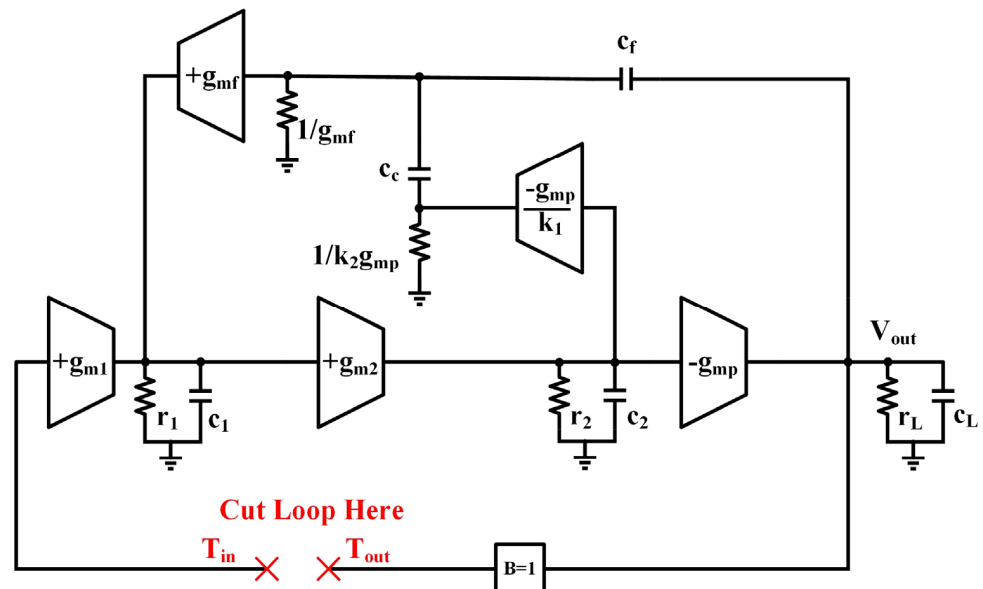 +gmf
cf
1/gmf
cc
-gmp
k1
1/k2gmp
+gm1
+gm2
-gmp
Vout
r1
c1
r2
c2
rL
cL
Cut Loop Here
Tin
Tout
B=1